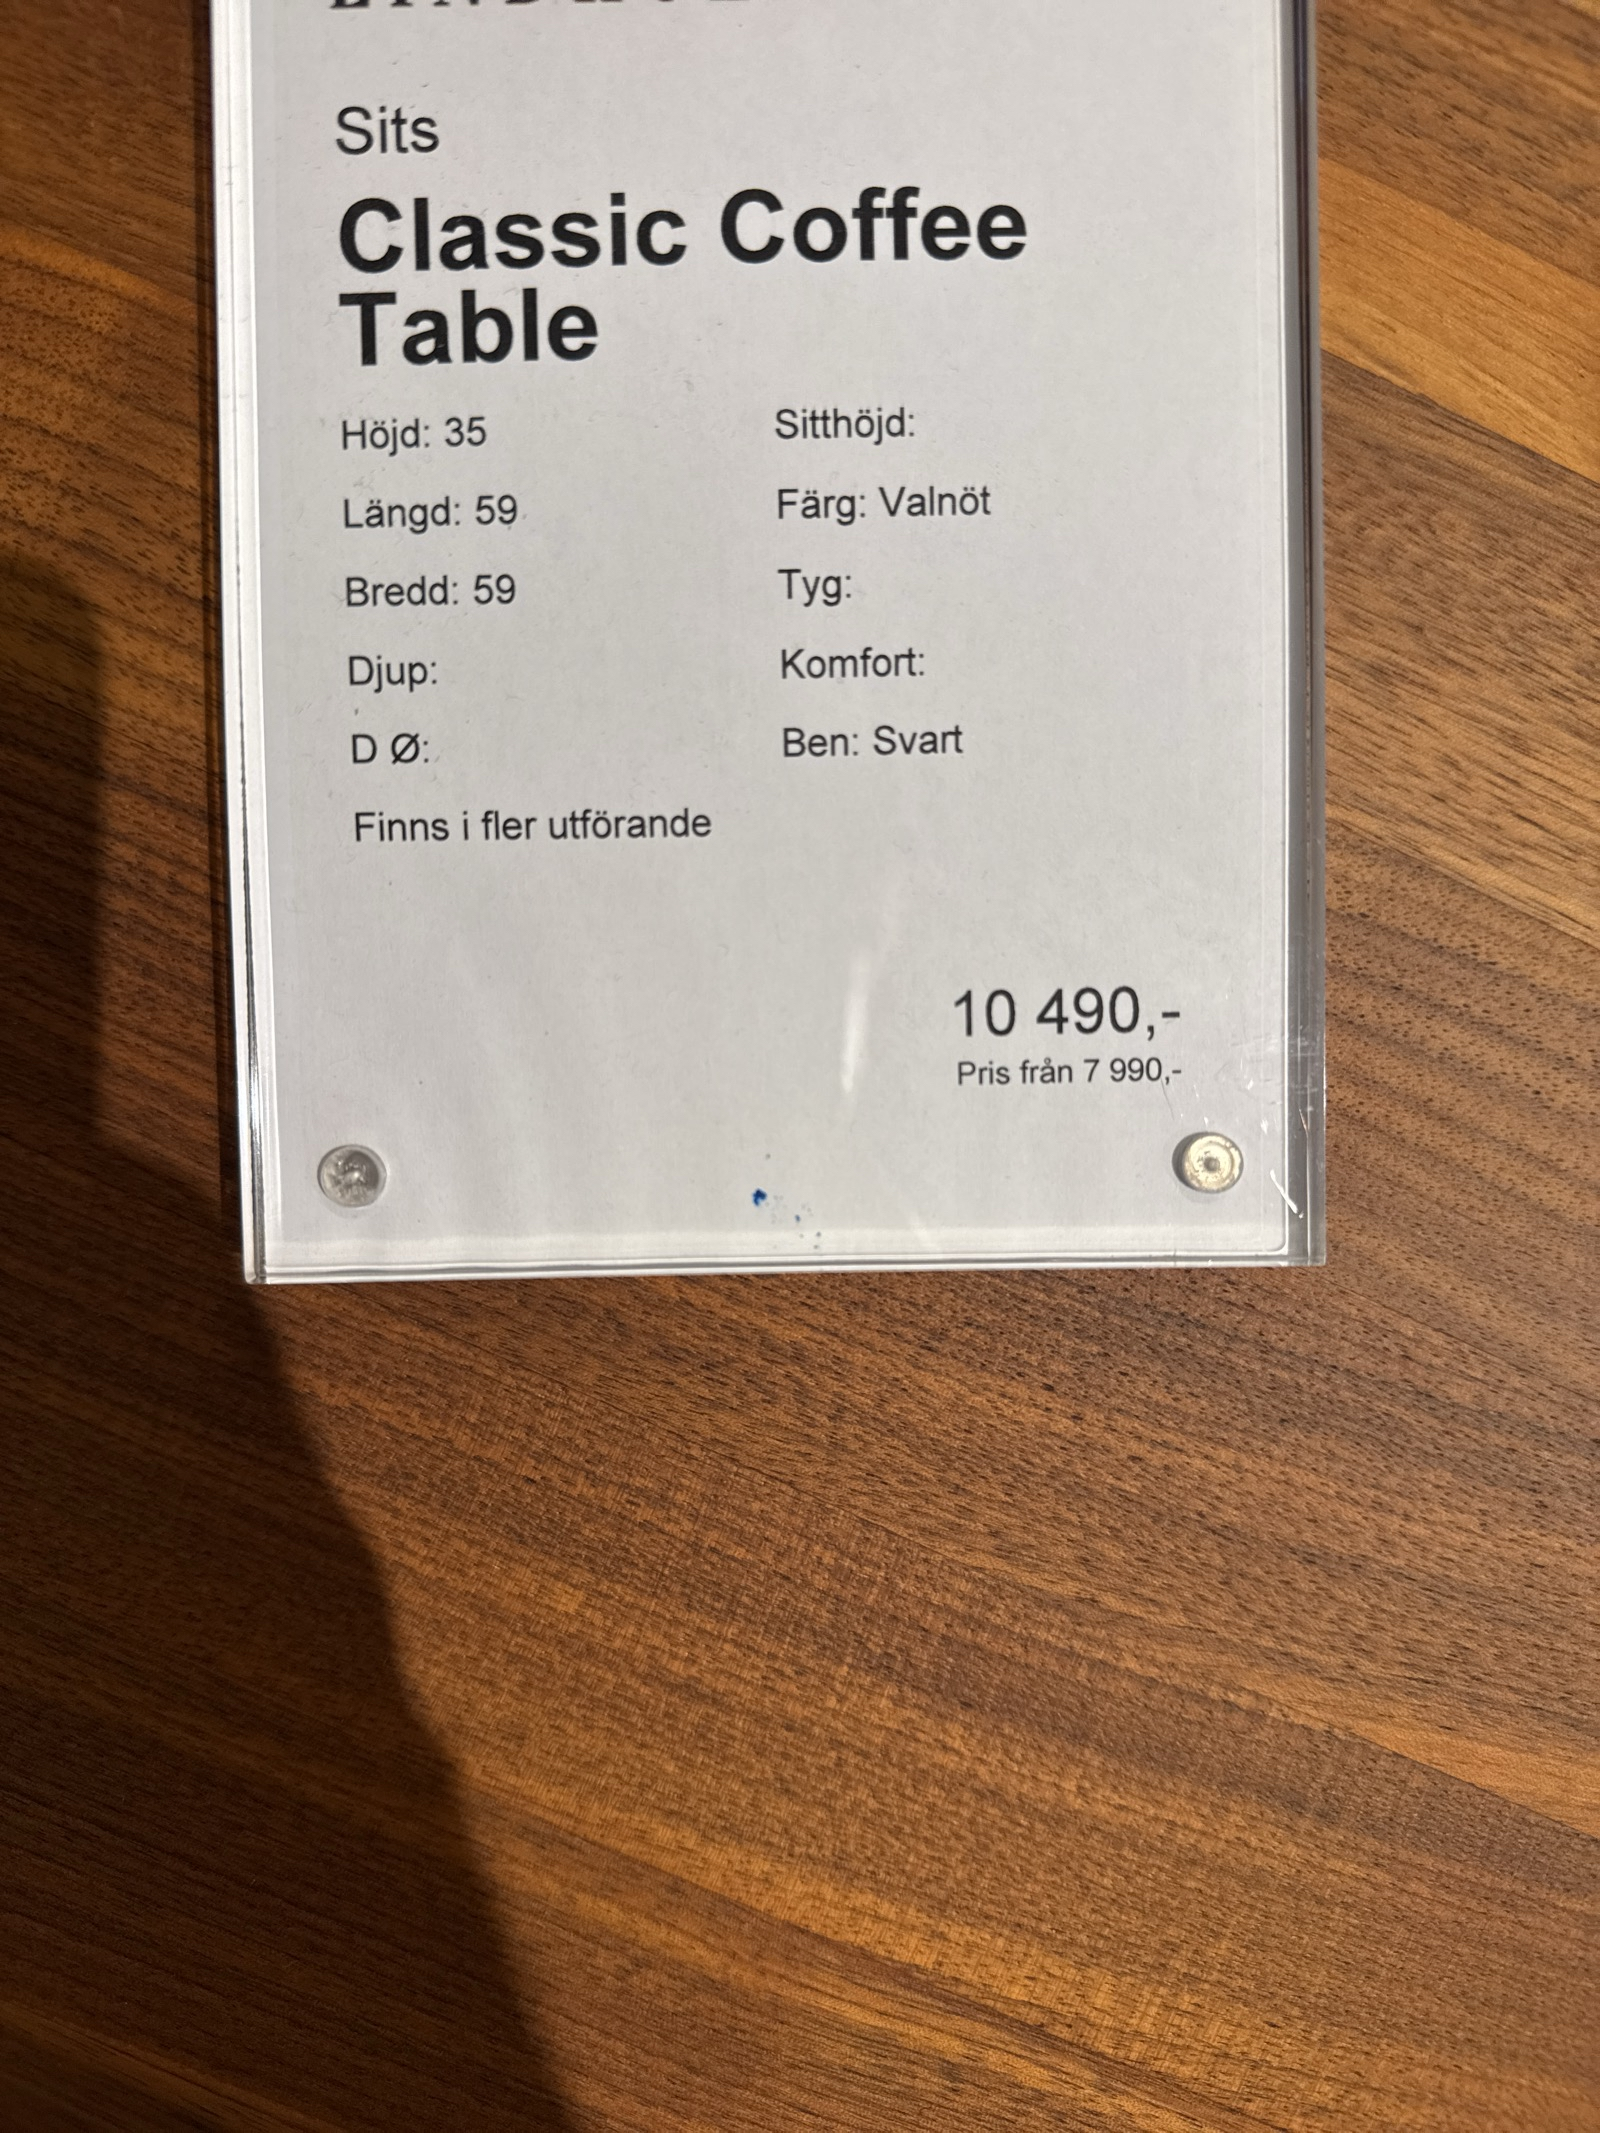 Sits
Classic Coffee
Table
Höjd: 35
Längd: 59
Bredd: 59
Djup:
D Ø:
Finns i fler utförande
Sitthöjd:
Färg: Valnöt
Tyg:
Komfort:
Ben: Svart
10 490,-
Pris från 7 990,-